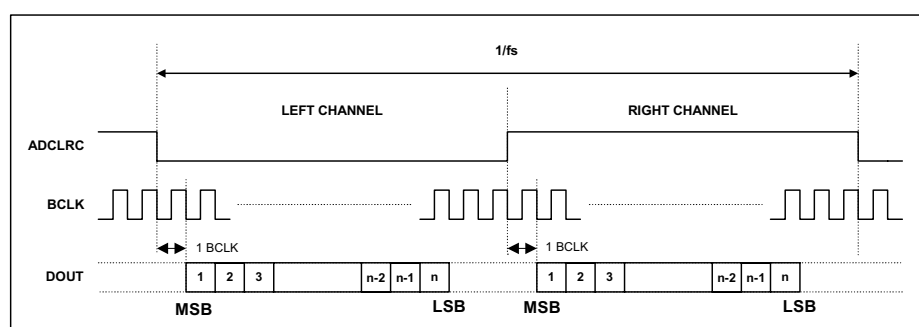 1/fs
LEFT CHANNEL RIGHT CHANNEL
ADCLRC
BCLK
1 BCLK 1 BCLK
DOUT 1 2 3 n-2 n-1 n 1 2 3 n-2 n-1 n
MSB LSB MSB LSB